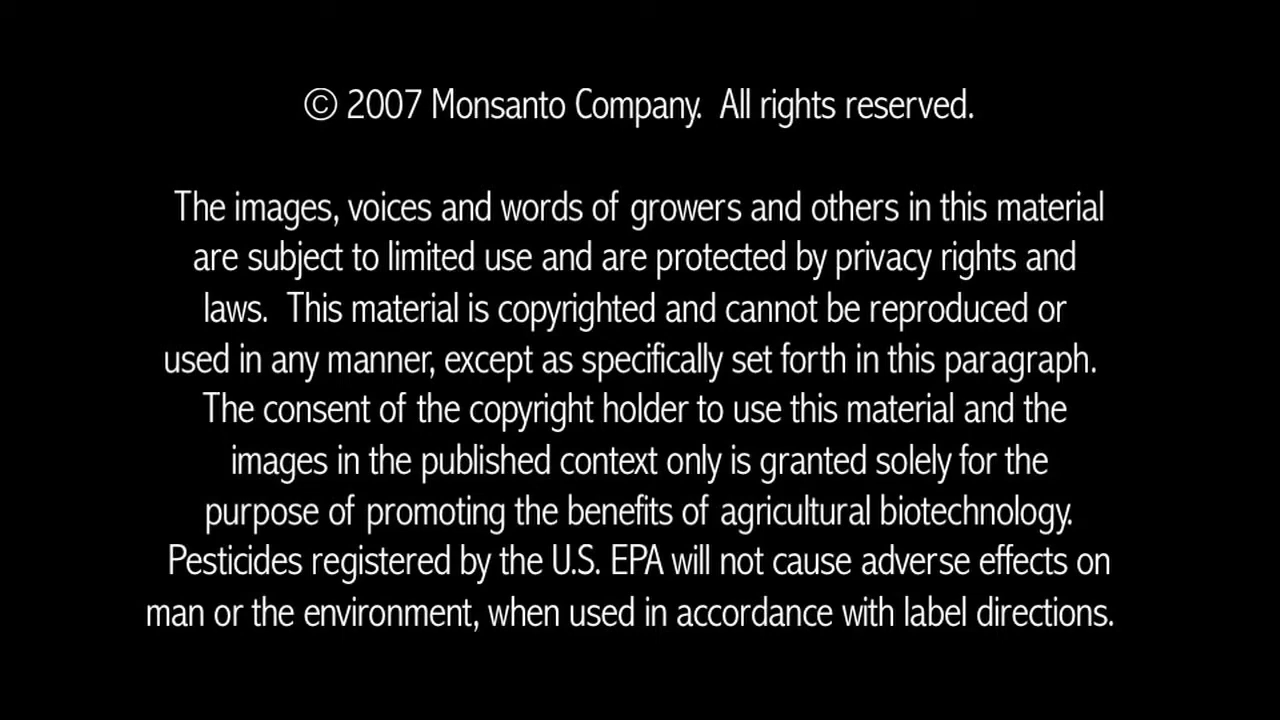 © 2007 Monsanto Company.  All rights reserved.
The images, voices and words of growers and others in this material
are subject to limited use and are protected by privacy rights and
laws.  This material is copyrighted and cannot be reproduced or
used in any manner, except as specifically set forth in this paragraph.
The consent of the copyright holder to use this material and the
images in the published context only is granted solely for the
purpose of promoting the benefits of agricultural biotechnology.
Pesticides registered by the U.S. EPA will not cause adverse effects on
man or the environment, when used in accordance with label directions.